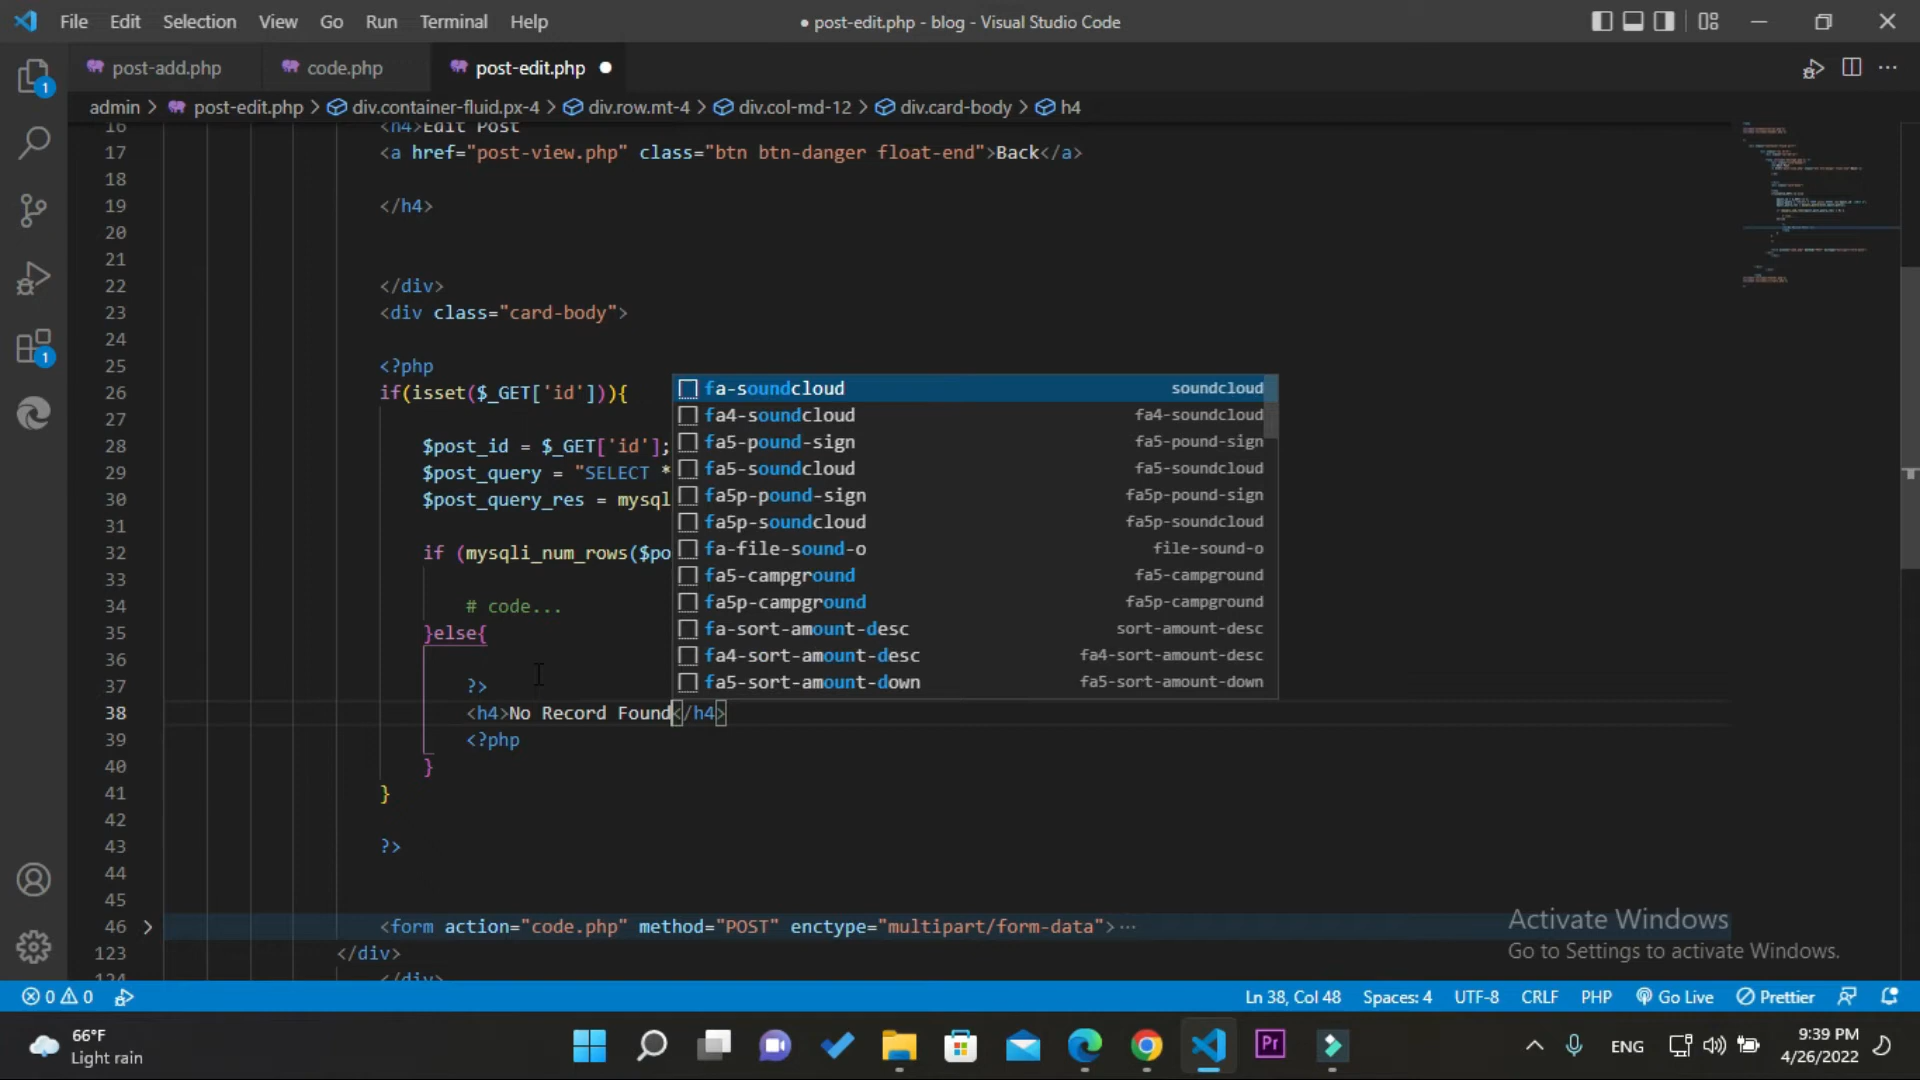 File Edit Selection View Go Run Terminal Help
● post-edit.php - blog - Visual Studio Code
post-add.php code.php post-edit.php ●
admin > post-edit.php > div.container-fluid.px-4 > div.row.mt-4 > div.col-md-12 > div.card-body > h4
16 <h4>Edit Post
17 <a href="post-view.php" class="btn btn-danger float-end">Back</a>
18
19 </h4>
20
21
22 </div>
23 <div class="card-body">
24
25 <?php
26 if(isset($_GET['id'])){
27
28 $post_id = $_GET['id'];
29 $post_query = "SELECT *
30 $post_query_res = mysql
31
32 if (mysqli_num_rows($po
33
34 # code...
35 }else{
36
37 ?>
38 <h4>No Record Found</h4>
39 <?php
40 }
41 }
42
43 ?>
44
45
46 <form action="code.php" method="POST" enctype="multipart/form-data">...
123 </div>
124 </div>
fa-soundcloud soundcloud
fa4-soundcloud fa4-soundcloud
fa5-pound-sign fa5-pound-sign
fa5-soundcloud fa5-soundcloud
fa5p-pound-sign fa5p-pound-sign
fa5p-soundcloud fa5p-soundcloud
fa-file-sound-o file-sound-o
fa5-campground fa5-campground
fa5p-campground fa5p-campground
fa-sort-amount-desc sort-amount-desc
fa4-sort-amount-desc fa4-sort-amount-desc
fa5-sort-amount-down fa5-sort-amount-down
1
1
Activate Windows
Go to Settings to activate Windows.
0 0 Ln 38, Col 48 Spaces: 4 UTF-8 CRLF PHP Go Live Prettier
66°F
Light rain
Pr
ENG
9:39 PM
4/26/2022